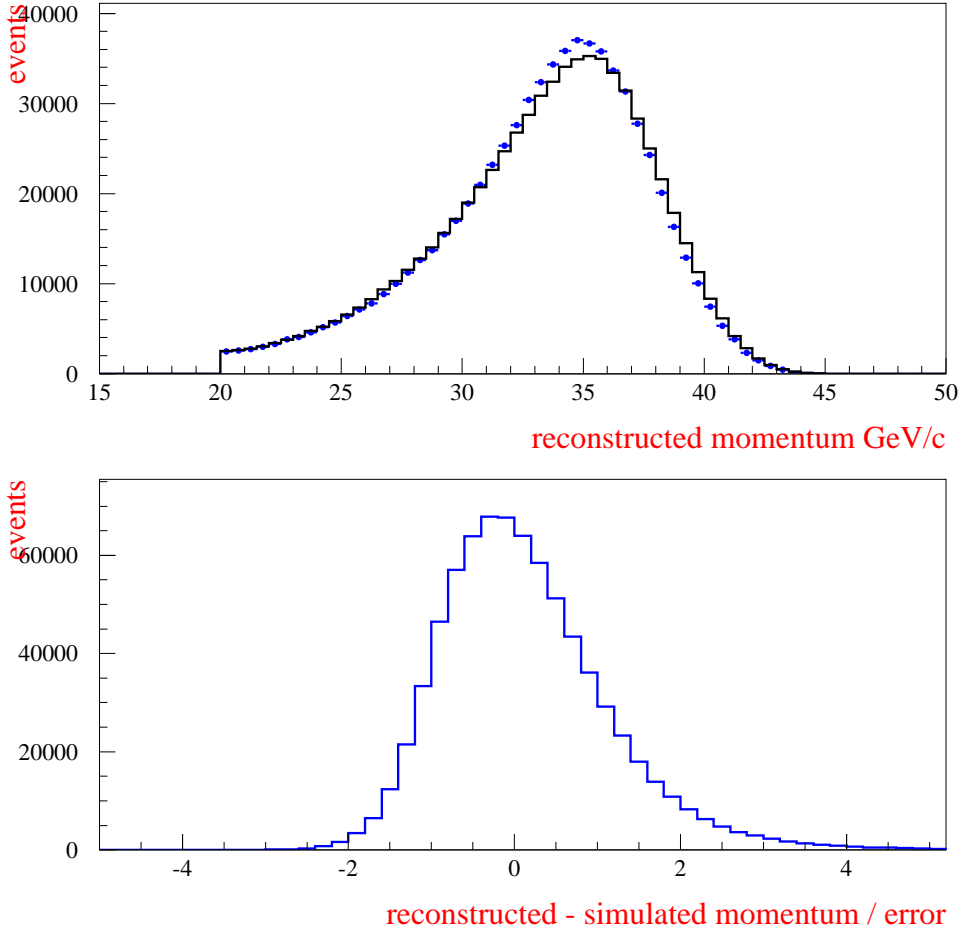 events
40000
30000
20000
10000
0
15 20 25 30 35 40 45 50
reconstructed momentum GeV/c
events
60000
40000
20000
0
-4 -2 0 2 4
reconstructed - simulated momentum / error